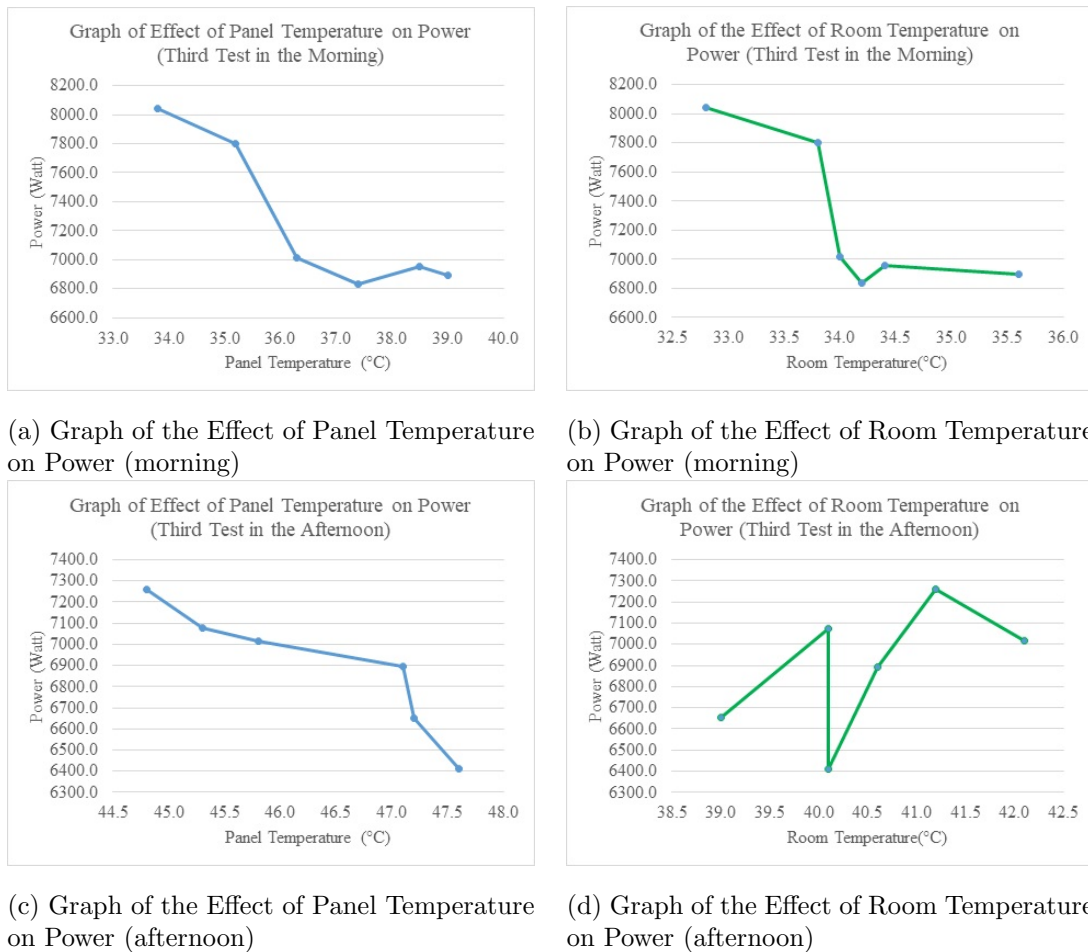 Graph of Effect of Panel Temperature on Power
(Third Test in the Morning)
8200.0
8000.0
7800.0
7600.0
7400.0
7200.0
7000.0
6800.0
6600.0
Power (Watt)
33.0 34.0 35.0 36.0 37.0 38.0 39.0 40.0
Panel Temperature (°C)
Graph of the Effect of Room Temperature on
Power (Third Test in the Morning)
8200.0
8000.0
7800.0
7600.0
7400.0
7200.0
7000.0
6800.0
6600.0
Power (Watt)
32.5 33.0 33.5 34.0 34.5 35.0 35.5 36.0
Room Temperature(°C)
(a) Graph of the Effect of Panel Temperature
on Power (morning)
(b) Graph of the Effect of Room Temperature
on Power (morning)
Graph of Effect of Panel Temperature on Power
(Third Test in the Afternoon)
7400.0
7300.0
7200.0
7100.0
7000.0
6900.0
6800.0
6700.0
6600.0
6500.0
6400.0
6300.0
Power (Watt)
44.5 45.0 45.5 46.0 46.5 47.0 47.5 48.0
Panel Temperature (°C)
Graph of the Effect of Room Temperature on
Power (Third Test in the Afternoon)
7400.0
7300.0
7200.0
7100.0
7000.0
6900.0
6800.0
6700.0
6600.0
6500.0
6400.0
6300.0
Power (Watt)
38.5 39.0 39.5 40.0 40.5 41.0 41.5 42.0 42.5
Room Temperature(°C)
(c) Graph of the Effect of Panel Temperature
on Power (afternoon)
(d) Graph of the Effect of Room Temperature
on Power (afternoon)